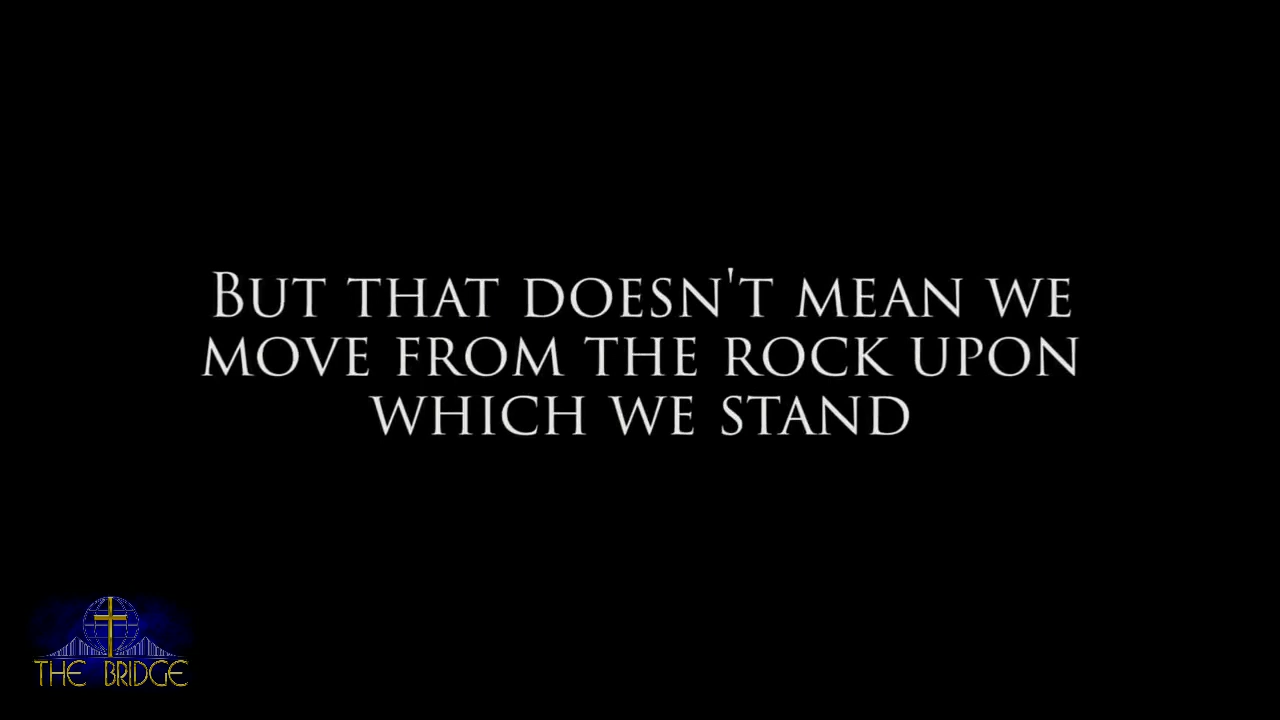 But that doesn't mean we
move from the rock upon
which we stand
THE BRIDGE